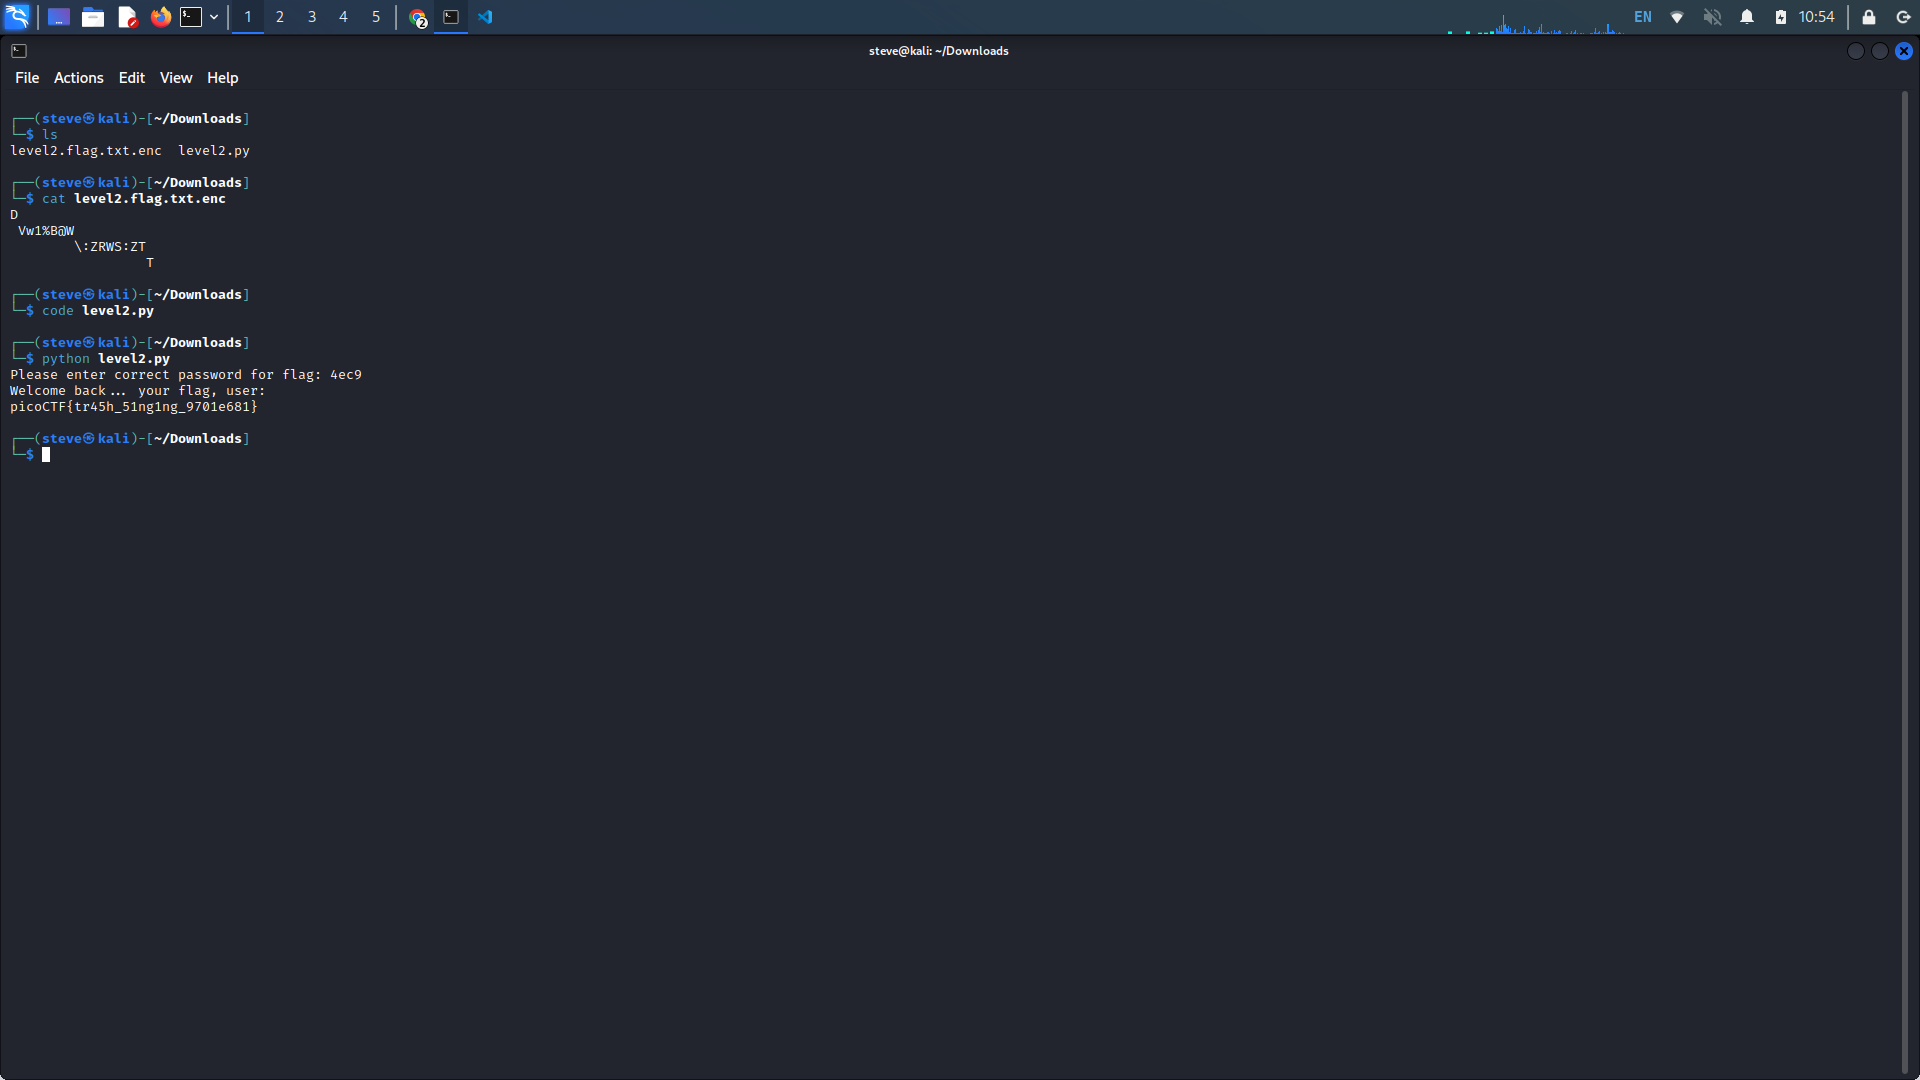 1 2 3 4 5 2 EN 10:54
steve@kali: ~/Downloads
File Actions Edit View Help
┌──(steve㉿kali)-[~/Downloads]
└─$ ls
level2.flag.txt.enc  level2.py
┌──(steve㉿kali)-[~/Downloads]
└─$ cat level2.flag.txt.enc
D
Vw1%B@W
\:ZRWS:ZT
T
┌──(steve㉿kali)-[~/Downloads]
└─$ code level2.py
┌──(steve㉿kali)-[~/Downloads]
└─$ python level2.py
Please enter correct password for flag: 4ec9
Welcome back... your flag, user:
picoCTF{tr45h_51ng1ng_9701e681}
┌──(steve㉿kali)-[~/Downloads]
└─$